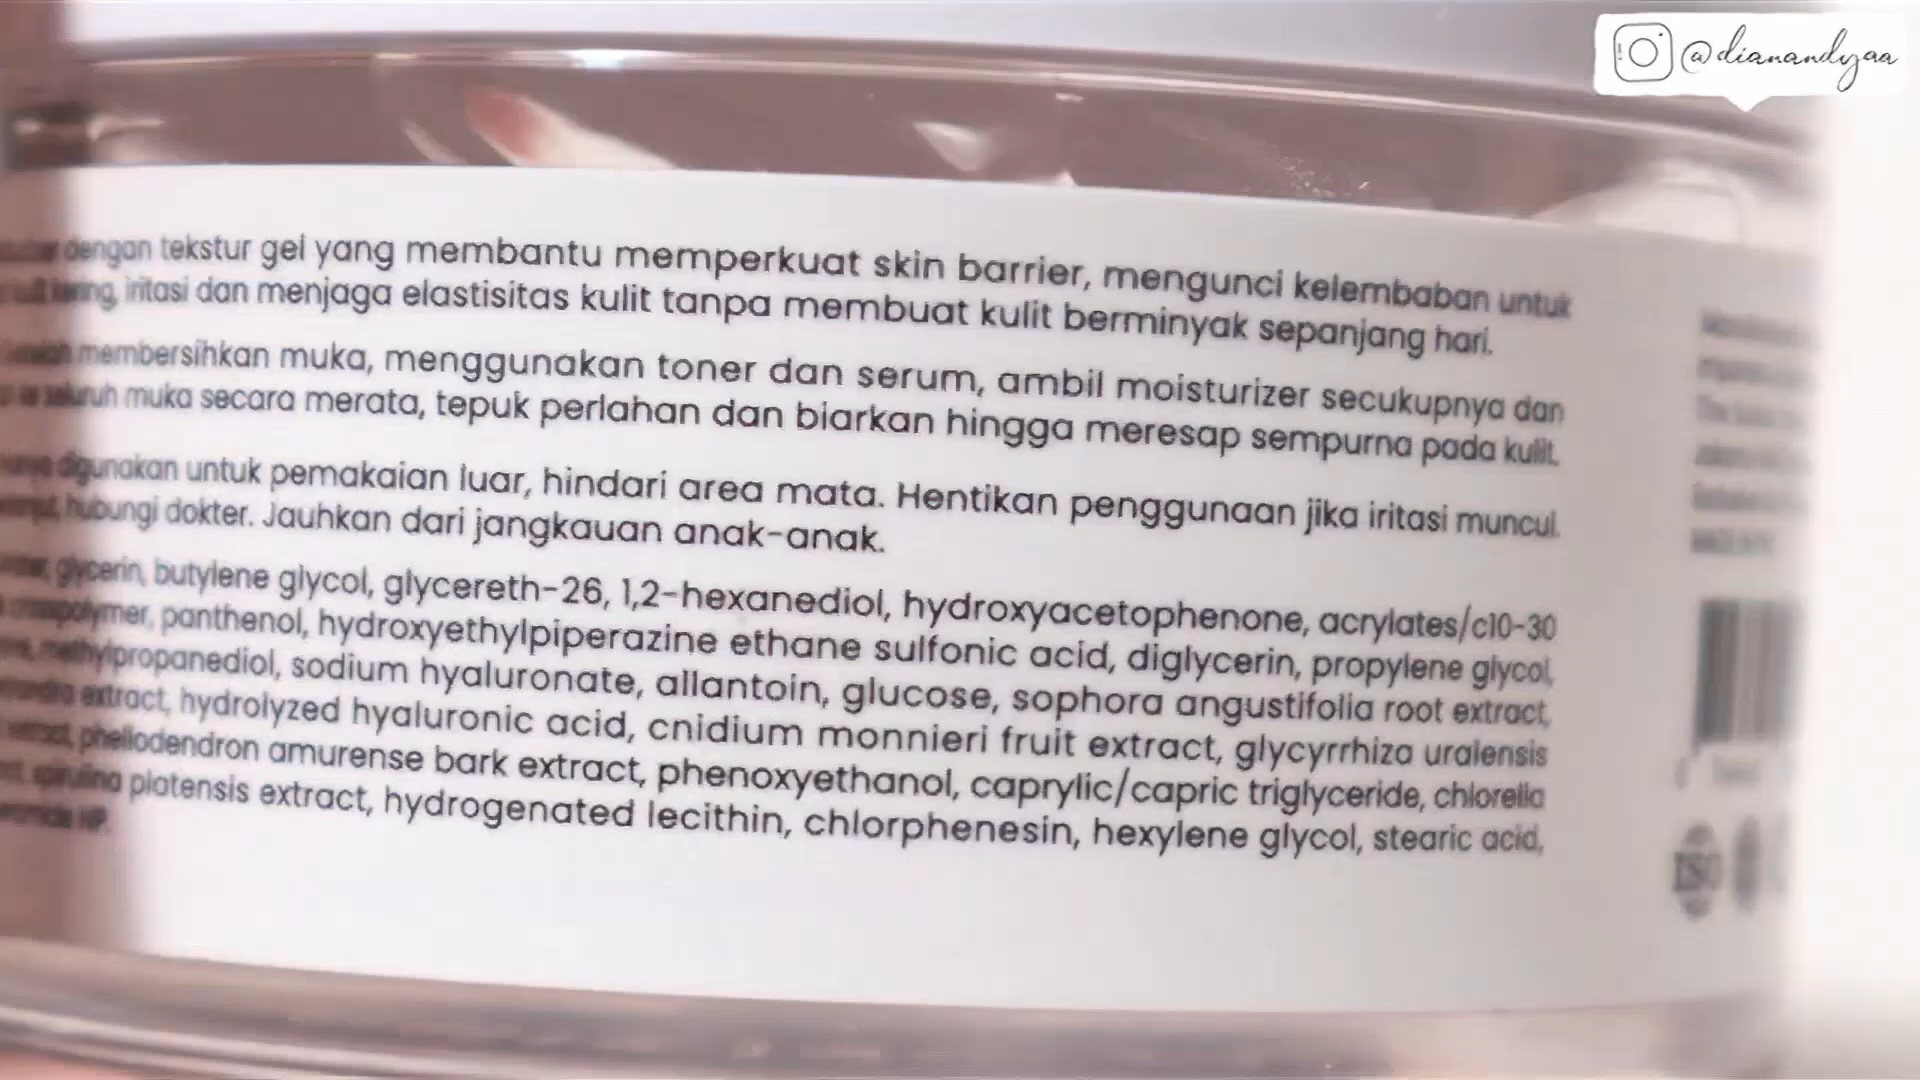 @dianandyaa
dengan tekstur gel yang membantu memperkuat skin barrier, mengunci kelembaban untuk
kering, iritasi dan menjaga elastisitas kulit tanpa membuat kulit berminyak sepanjang hari.
membersihkan muka, menggunakan toner dan serum, ambil moisturizer secukupnya dan
seluruh muka secara merata, tepuk perlahan dan biarkan hingga meresap sempurna pada kulit.
digunakan untuk pemakaian luar, hindari area mata. Hentikan penggunaan jika iritasi muncul.
hubungi dokter. Jauhkan dari jangkauan anak-anak.
glycerin, butylene glycol, glycereth-26, 1,2-hexanediol, hydroxyacetophenone, acrylates/c10-30
panthenol, hydroxyethylpiperazine ethane sulfonic acid, diglycerin, propylene glycol,
methylpropanediol, sodium hyaluronate, allantoin, glucose, sophora angustifolia root extract,
extract, hydrolyzed hyaluronic acid, cnidium monnieri fruit extract, glycyrrhiza uralensis
phellodendron amurense bark extract, phenoxyethanol, caprylic/capric triglyceride, chlorella
spirulina platensis extract, hydrogenated lecithin, chlorphenesin, hexylene glycol, stearic acid,
NP.
ISO